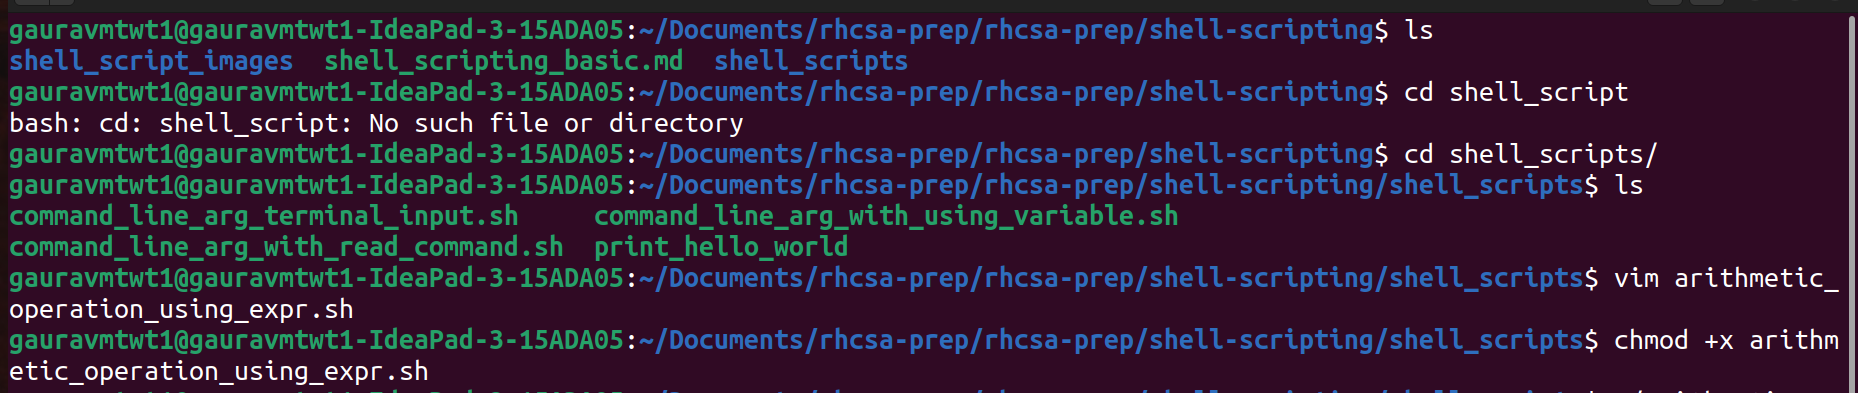 gauravmtwt1@gauravmtwt1-IdeaPad-3-15ADA05:~/Documents/rhcsa-prep/rhcsa-prep/shell-scripting$ ls
shell_script_images  shell_scripting_basic.md  shell_scripts
gauravmtwt1@gauravmtwt1-IdeaPad-3-15ADA05:~/Documents/rhcsa-prep/rhcsa-prep/shell-scripting$ cd shell_script
bash: cd: shell_script: No such file or directory
gauravmtwt1@gauravmtwt1-IdeaPad-3-15ADA05:~/Documents/rhcsa-prep/rhcsa-prep/shell-scripting$ cd shell_scripts/
gauravmtwt1@gauravmtwt1-IdeaPad-3-15ADA05:~/Documents/rhcsa-prep/rhcsa-prep/shell-scripting/shell_scripts$ ls
command_line_arg_terminal_input.sh     command_line_arg_with_using_variable.sh
command_line_arg_with_read_command.sh  print_hello_world
gauravmtwt1@gauravmtwt1-IdeaPad-3-15ADA05:~/Documents/rhcsa-prep/rhcsa-prep/shell-scripting/shell_scripts$ vim arithmetic_
operation_using_expr.sh
gauravmtwt1@gauravmtwt1-IdeaPad-3-15ADA05:~/Documents/rhcsa-prep/rhcsa-prep/shell-scripting/shell_scripts$ chmod +x arithm
etic_operation_using_expr.sh